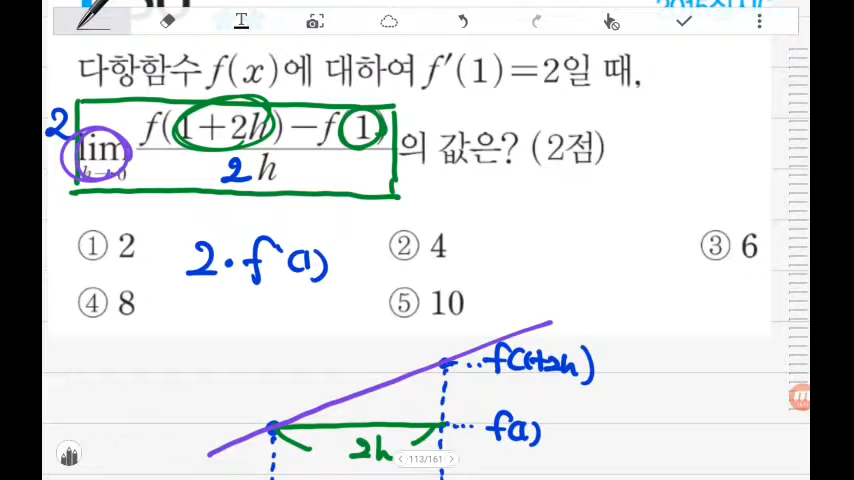 T
다항함수 f(x)에 대하여 f′(1)=2일 때,
2 lim h→0 f(1+2h)−f(1) / 2h 의 값은? (2점)
① 2 ② 4 ③ 6
2·f′(1)
④ 8 ⑤ 10
f(1+2h)
f(1)
2h
113/161